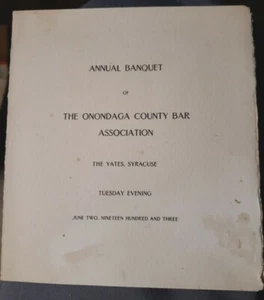 ANNUAL BANQUET
OF
THE ONONDAGA COUNTY BAR
ASSOCIATION
THE YATES, SYRACUSE
TUESDAY EVENING
JUNE TWO, NINETEEN HUNDRED AND THREE